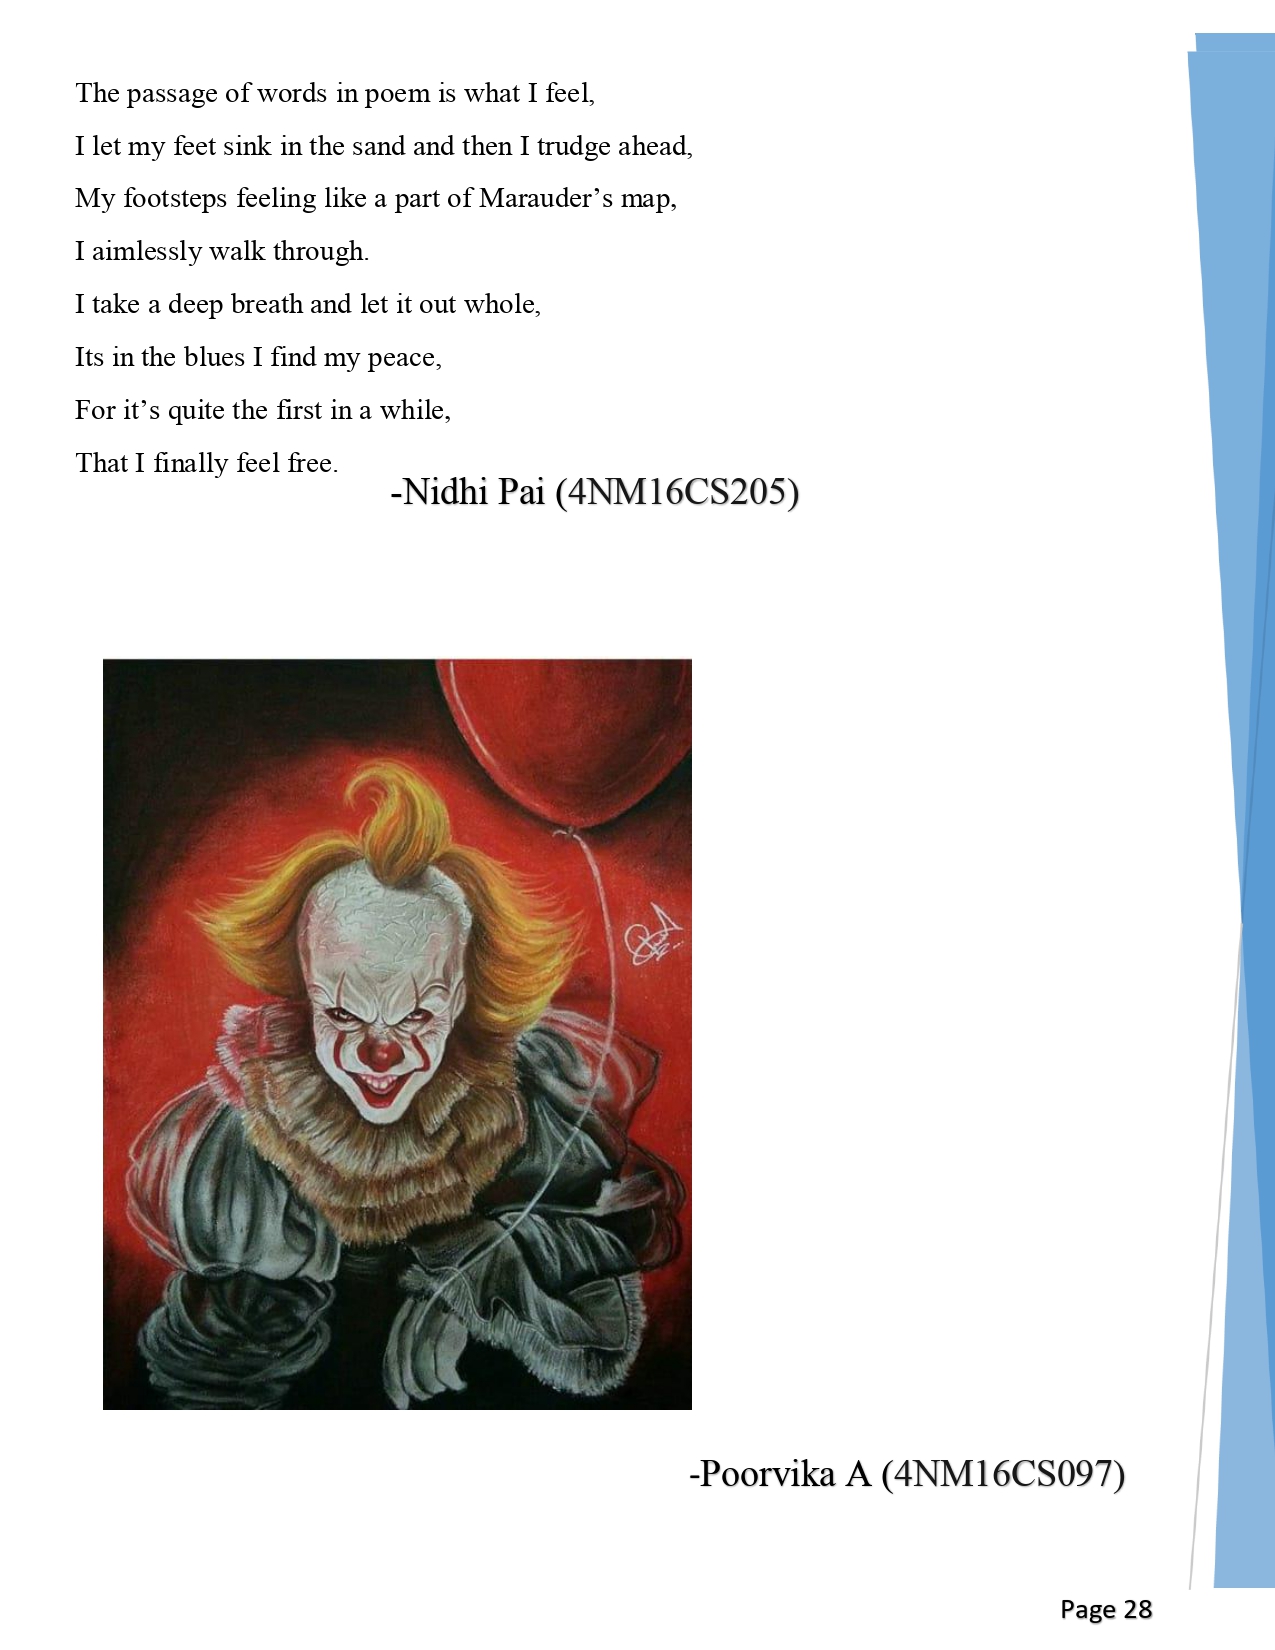 The passage of words in poem is what I feel,
I let my feet sink in the sand and then I trudge ahead,
My footsteps feeling like a part of Marauder’s map,
I aimlessly walk through.
I take a deep breath and let it out whole,
Its in the blues I find my peace,
For it’s quite the first in a while,
That I finally feel free.
-Nidhi Pai (4NM16CS205)
-Poorvika A (4NM16CS097)
Page 28